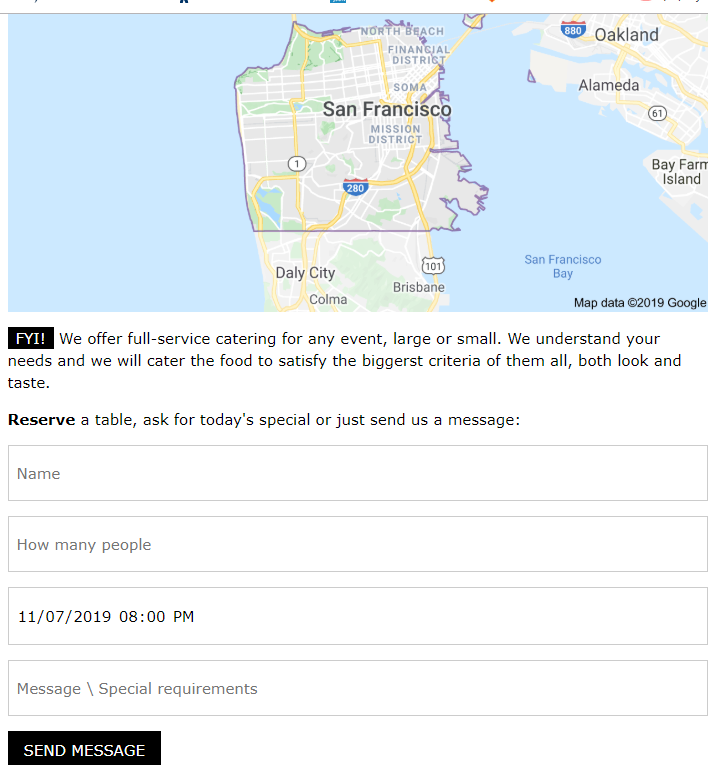 NORTH BEACH
880
Oakland
FINANCIAL
DISTRICT
SOMA
Alameda
San Francisco
61
MISSION
DISTRICT
1
Bay Farm
Island
280
San Francisco
Bay
101
Daly City
Brisbane
Colma
Map data ©2019 Google
FYI! We offer full-service catering for any event, large or small. We understand your
needs and we will cater the food to satisfy the biggerst criteria of them all, both look and
taste.
Reserve a table, ask for today's special or just send us a message:
Name
How many people
11/07/2019 08:00 PM
Message \ Special requirements
SEND MESSAGE